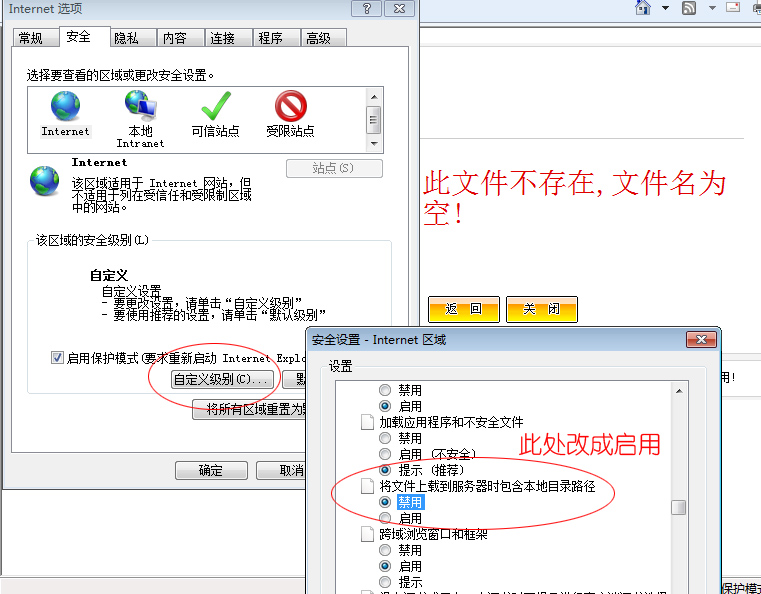 Internet 选项
常规 安全 隐私 内容 连接 程序 高级
选择要查看的区域或更改安全设置。
Internet
本地
Intranet
可信站点
受限站点
Internet
站点(S)
该区域适用于 Internet 网站，但
不适用于列在受信任和受限制区域
中的网站。
该区域的安全级别(L)
自定义
自定义设置
- 要更改设置，请单击“自定义级别”
- 要使用推荐的设置，请单击“默认级别”
启用保护模式(要求重新启动 Internet Explo
自定义级别(C)...
将所有区域重置为
确定
取消
此文件不存在,文件名为
空!
返 回
关 闭
用!
安全设置 - Internet 区域
设置
禁用
启用
加载应用程序和不安全文件
禁用
启用 (不安全)
提示 (推荐)
此处改成启用
将文件上载到服务器时包含本地目录路径
禁用
启用
跨域浏览窗口和框架
禁用
启用
提示
保护模式